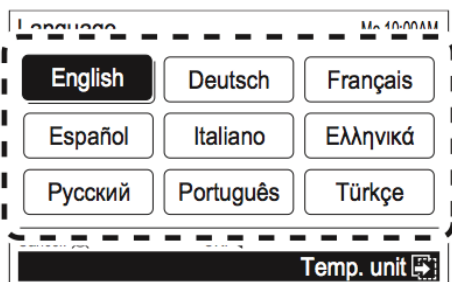 Language Mo 10:00AM
English Deutsch Français
Español Italiano Ελληνικά
Русский Português Türkçe
Temp. unit